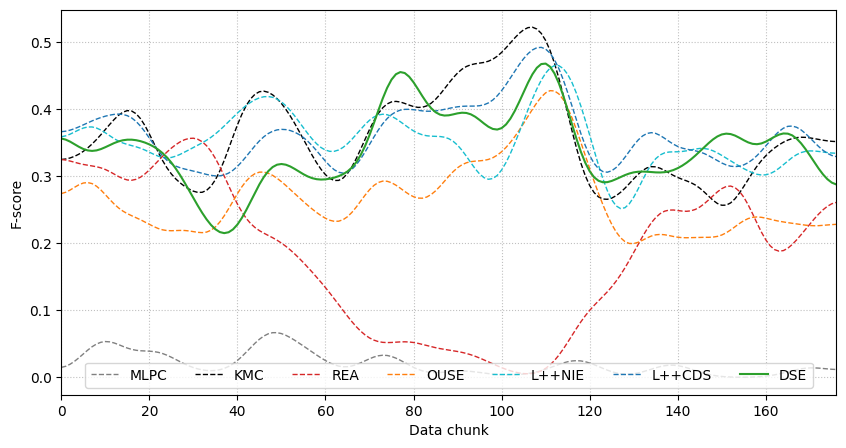 F-score
0.5
0.4
0.3
0.2
0.1
0.0
MLPC KMC REA OUSE L++NIE L++CDS DSE
0 20 40 60 80 100 120 140 160
Data chunk